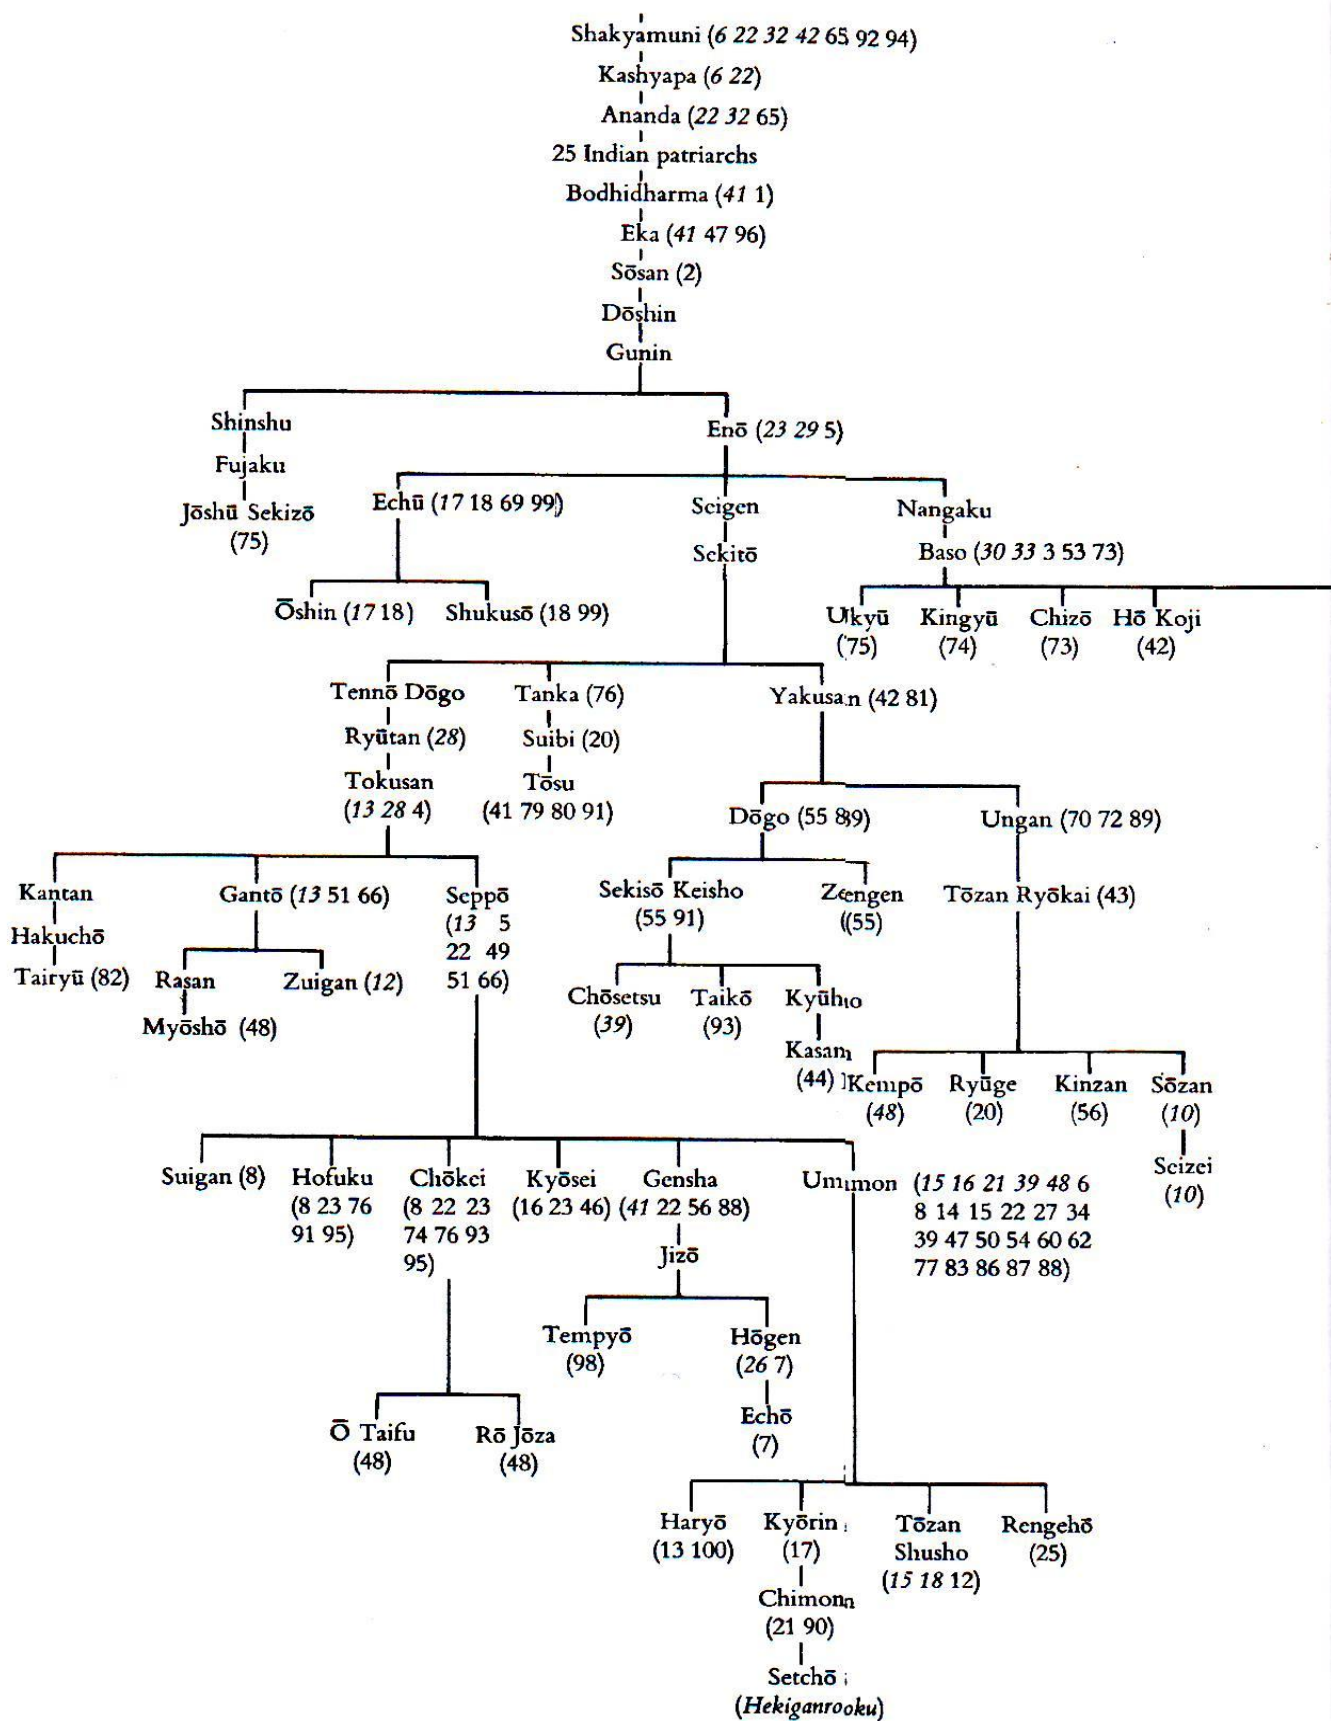 Shakyamuni (6 22 32 42 65 92 94)
Kashyapa (6 22)
Ananda (22 32 65)
25 Indian patriarchs
Bodhidharma (41 1)
Eka (41 47 96)
Sōsan (2)
Dōshin
Gunin
Shinshu
Enō (23 29 5)
Fujaku
Jōshū Sekizō
(75)
Echū (17 18 69 99)
Seigen
Nangaku
Sekitō
Baso (30 33 3 53 73)
Ōshin (17 18)
Shukusō (18 99)
Ukyū
(75)
Kingyū
(74)
Chizō
(73)
Hō Koji
(42)
Tennō Dōgo
Tanka (76)
Yakusan (42 81)
Ryūtan (28)
Suibi (20)
Tokusan
(13 28 4)
Tōsu
(41 79 80 91)
Dōgo (55 89)
Ungan (70 72 89)
Kantan
Gantō (13 51 66)
Seppō
(13 5
22 49
51 66)
Sekisō Keisho
(55 91)
Zengen
(55)
Tōzan Ryōkai (43)
Hakuchō
Tairyū (82)
Rasan
Zuigan (12)
Myōshō (48)
Chōsetsu
(39)
Taikō
(93)
Kyūho
Kasan
(44)
Kempō
(48)
Ryūge
(20)
Kinzan
(56)
Sōzan
(10)
Seizei
(10)
Suigan (8)
Hofuku
(8 23 76
91 95)
Chōkei
(8 22 23
74 76 93
95)
Kyōsei
(16 23 46)
Gensha
(41 22 56 88)
Ummon (15 16 21 39 48 6
8 14 15 22 27 34
39 47 50 54 60 62
77 83 86 87 88)
Jizō
Tempyō
(98)
Hōgen
(26 7)
Echō
(7)
Ō Taifu
(48)
Rō Jōza
(48)
Haryō
(13 100)
Kyōrin
(17)
Tōzan
Shusho
(15 18 12)
Rengehō
(25)
Chimon
(21 90)
Setchō
(Hekiganrooku)